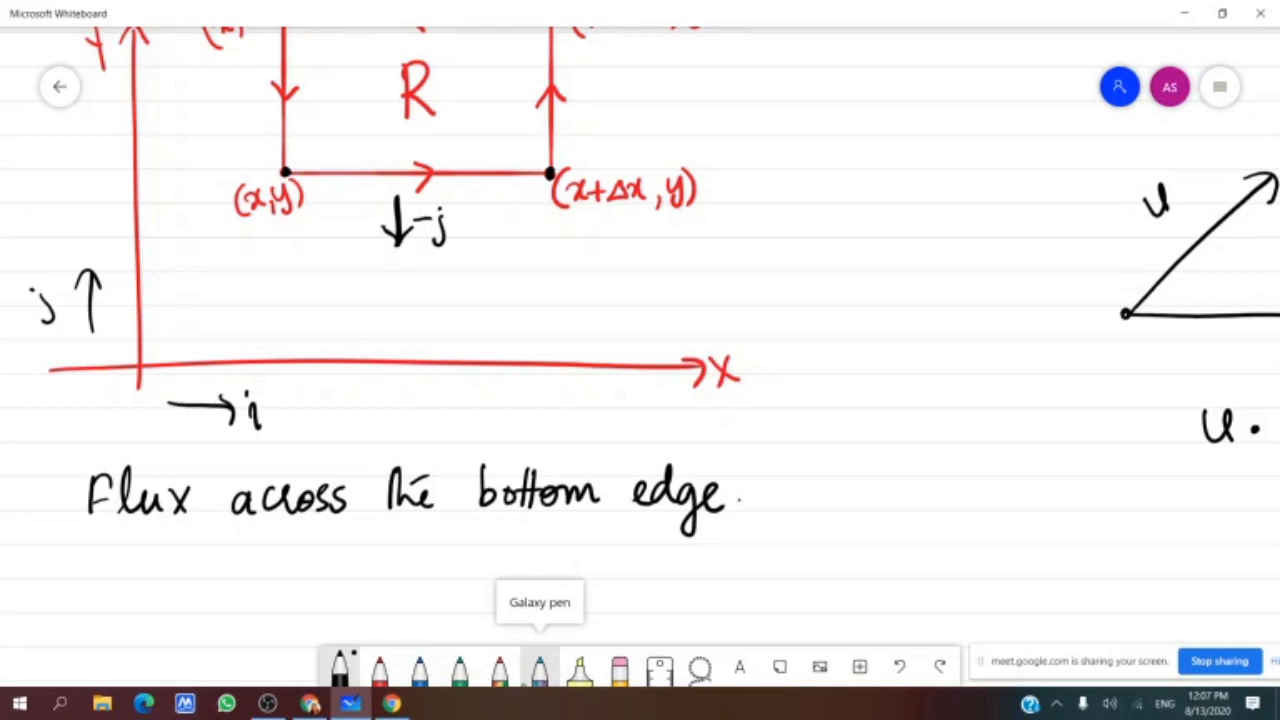 Microsoft Whiteboard
Y
R
AS
(x,y)
(x+Δx, y)
-j
u
j
X
i
u .
Flux across the bottom edge.
Galaxy pen
A
meet.google.com is sharing your screen.
Stop sharing
Hi
ENG
12:07 PM
8/13/2020